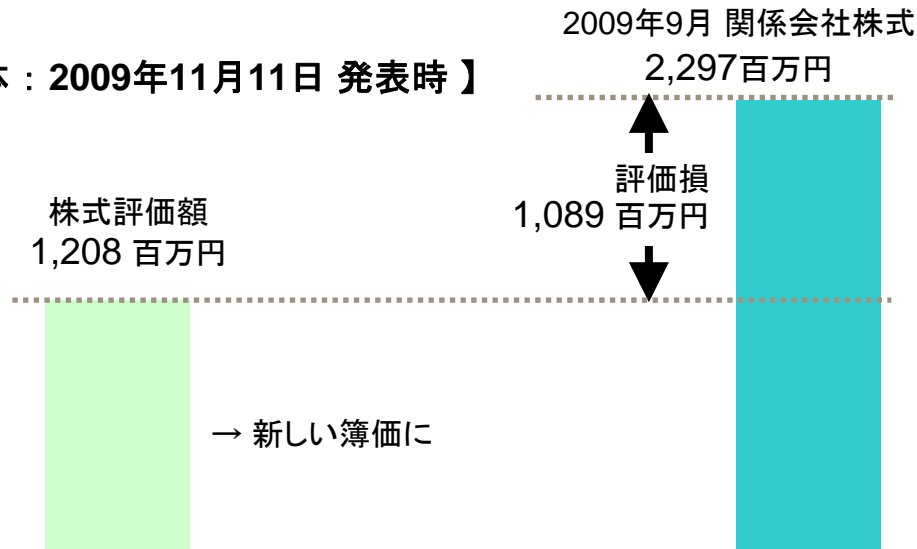 2009年9月 関係会社株式
2,297百万円
：2009年11月11日 発表時 】
評価損
1,089 百万円
株式評価額
1,208 百万円
→ 新しい簿価に